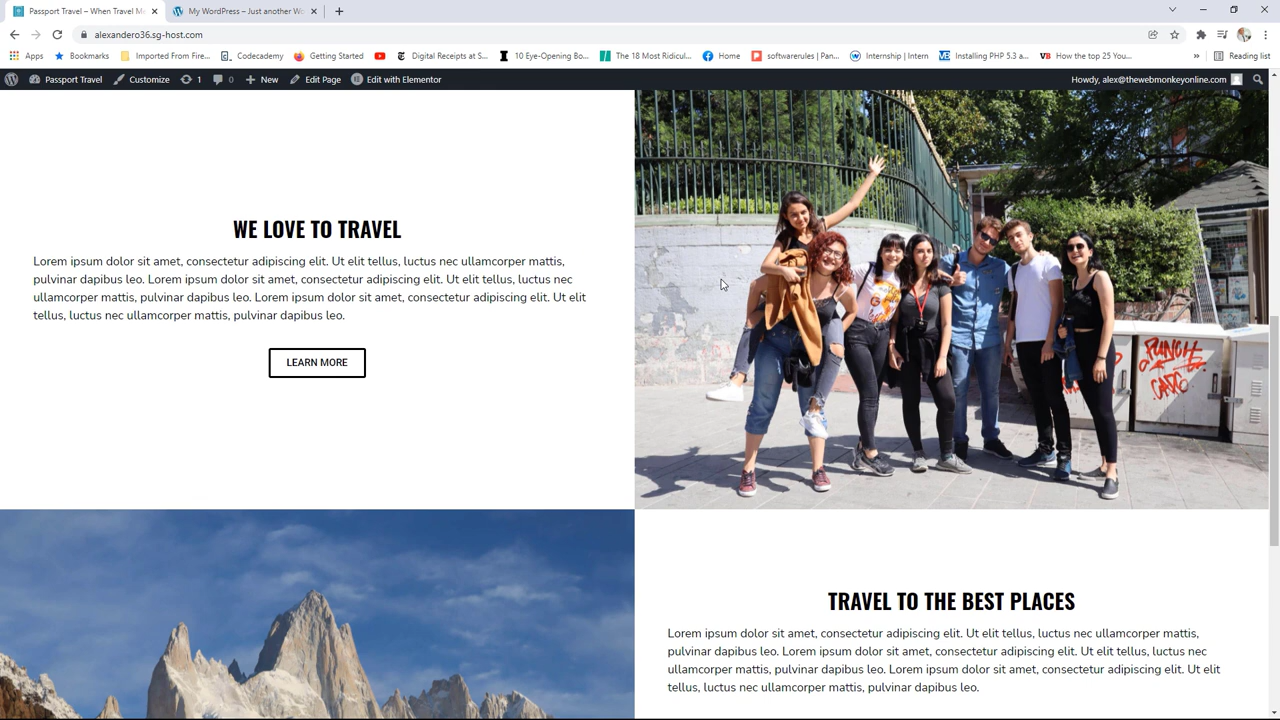 Passport Travel – When Travel Me
My WordPress – Just another Wo
alexandero36.sg-host.com
Apps
Bookmarks
Imported From Fire...
Codecademy
Getting Started
Digital Receipts at S...
10 Eye-Opening Bo...
The 18 Most Ridicul...
Home
softwarerules | Pan...
Internship | Intern
Installing PHP 5.3 a...
How the top 25 You...
»
Reading list
Passport Travel
Customize
1
0
New
Edit Page
Edit with Elementor
Howdy, alex@thewebmonkeyonline.com
WE LOVE TO TRAVEL
Lorem ipsum dolor sit amet, consectetur adipiscing elit. Ut elit tellus, luctus nec ullamcorper mattis,
pulvinar dapibus leo. Lorem ipsum dolor sit amet, consectetur adipiscing elit. Ut elit tellus, luctus nec
ullamcorper mattis, pulvinar dapibus leo. Lorem ipsum dolor sit amet, consectetur adipiscing elit. Ut elit
tellus, luctus nec ullamcorper mattis, pulvinar dapibus leo.
LEARN MORE
PUNCH
TRAVEL TO THE BEST PLACES
Lorem ipsum dolor sit amet, consectetur adipiscing elit. Ut elit tellus, luctus nec ullamcorper mattis,
pulvinar dapibus leo. Lorem ipsum dolor sit amet, consectetur adipiscing elit. Ut elit tellus, luctus nec
ullamcorper mattis, pulvinar dapibus leo. Lorem ipsum dolor sit amet, consectetur adipiscing elit. Ut elit
tellus, luctus nec ullamcorper mattis, pulvinar dapibus leo.